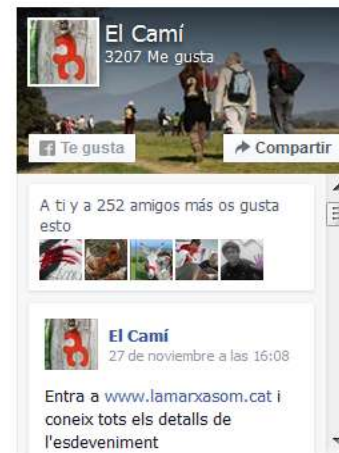 El Camí
3207 Me gusta
Te gusta
Compartir
A ti y a 252 amigos más os gusta
esto
El Camí
27 de noviembre a las 16:08
Entra a www.lamarxasom.cat i
coneix tots els detalls de
l'esdeveniment